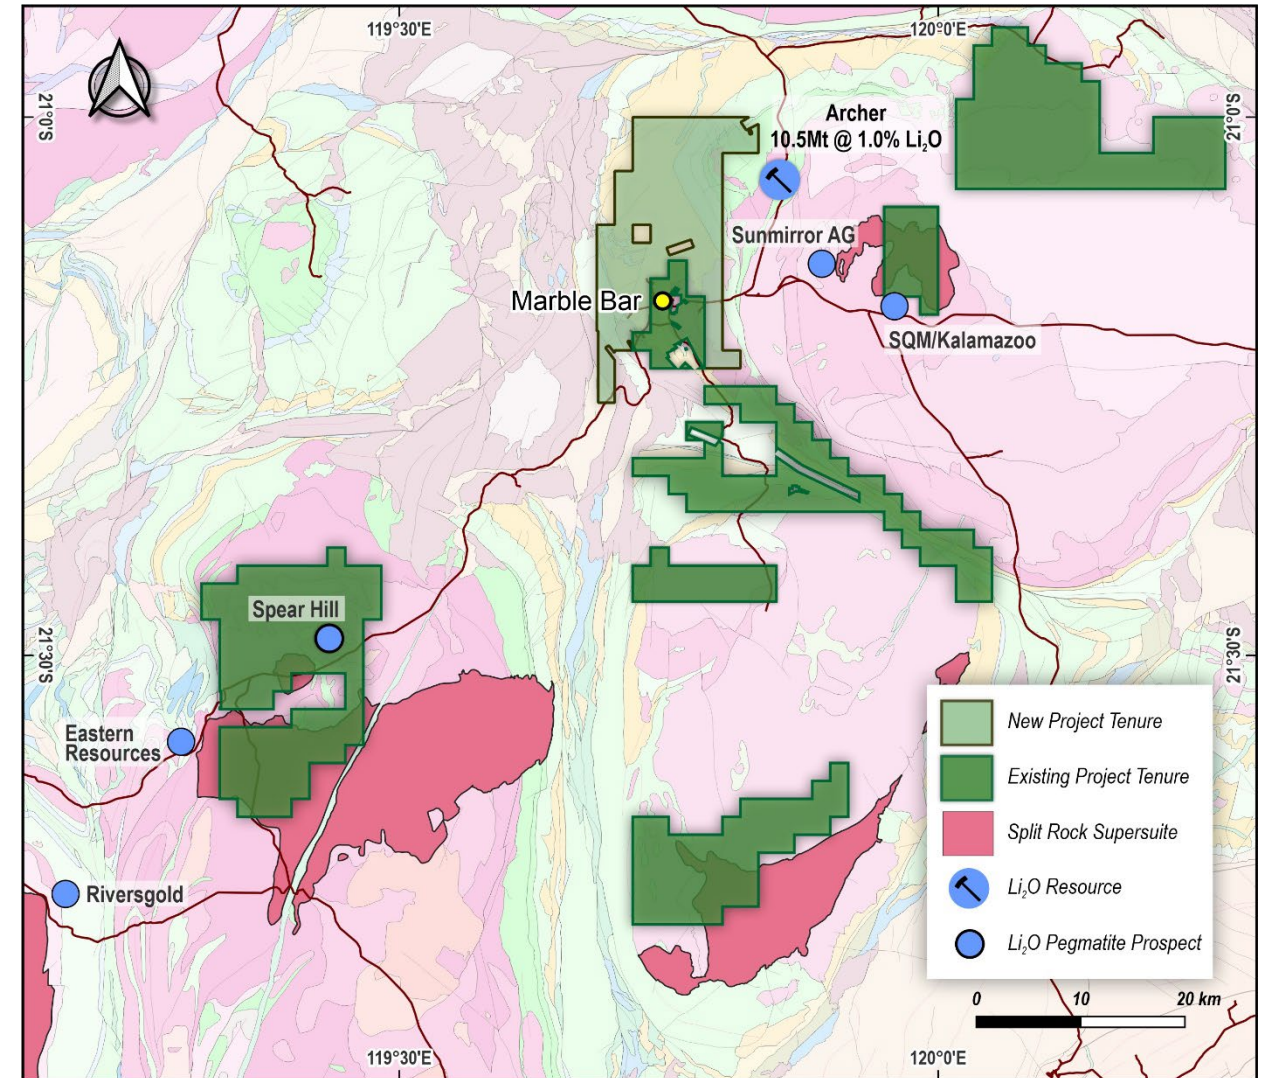 119°30'E
120°0'E
21°0'S
21°0'S
Archer
10.5Mt @ 1.0% Li₂O
Sunmirror AG
Marble Bar
SQM/Kalamazoo
Spear Hill
21°30'S
21°30'S
Eastern
Resources
Riversgold
New Project Tenure
Existing Project Tenure
Split Rock Supersuite
Li₂O Resource
Li₂O Pegmatite Prospect
0 10 20 km
119°30'E
120°0'E